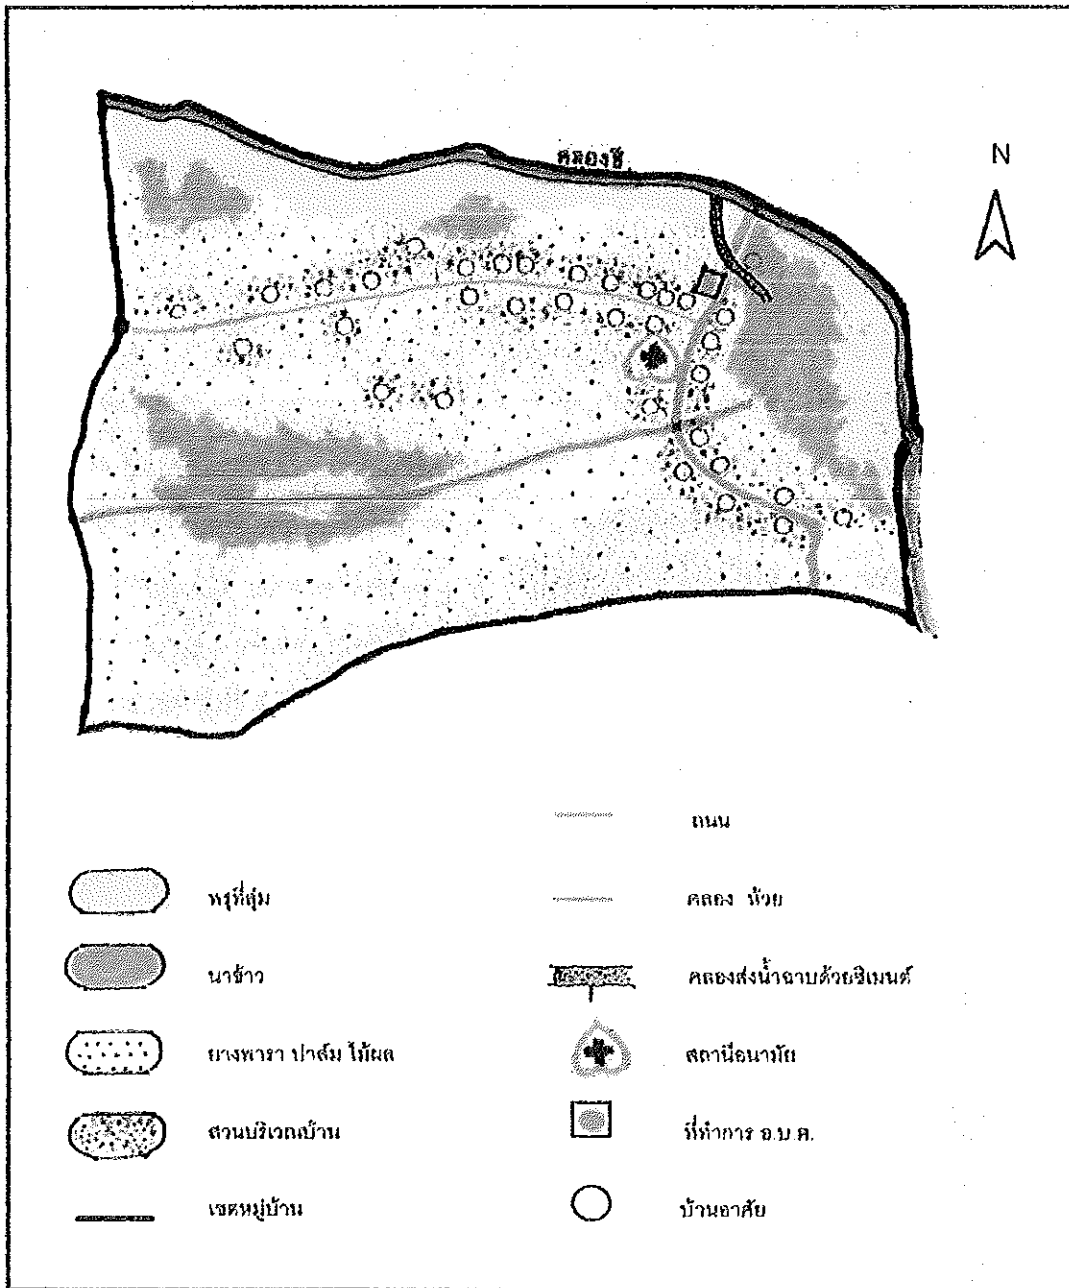 คลองชี
N
ถนน
พรุที่ลุ่ม
คลอง ห้วย
นาข้าว
คลองส่งน้ำฉาบด้วยซิเมนต์
ยางพารา ปาล์ม ไม้ผล
สถานีอนามัย
สวนบริเวณบ้าน
ที่ทำการ อ.บ.ต.
เขตหมู่บ้าน
บ้านอาศัย